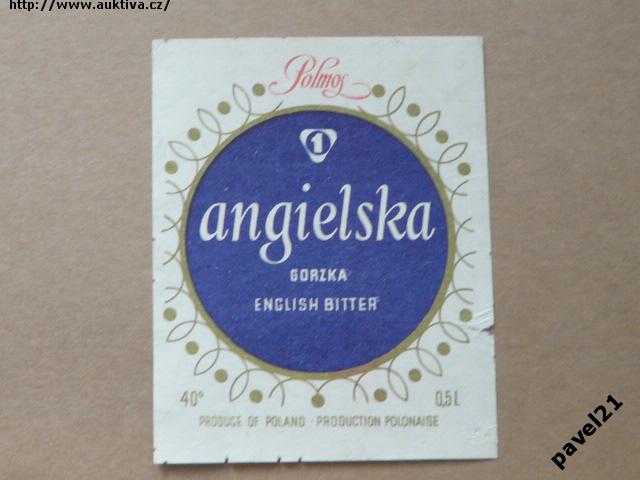 http://www.auktiva.cz/
Polmos
1
angielska
GORZKA
ENGLISH BITTER
40° 0,5 L
PRODUCE OF POLAND · PRODUCTION POLONAISE
pavel21